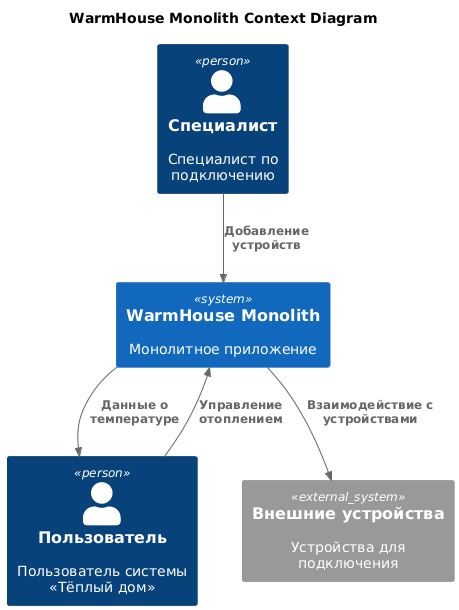 WarmHouse Monolith Context Diagram
«person»
Специалист
Специалист по
подключению
Добавление
устройств
«system»
WarmHouse Monolith
Монолитное приложение
Данные о
температуре
Управление
отоплением
Взаимодействие с
устройствами
«person»
Пользователь
Пользователь системы
«Тёплый дом»
«external_system»
Внешние устройства
Устройства для
подключения